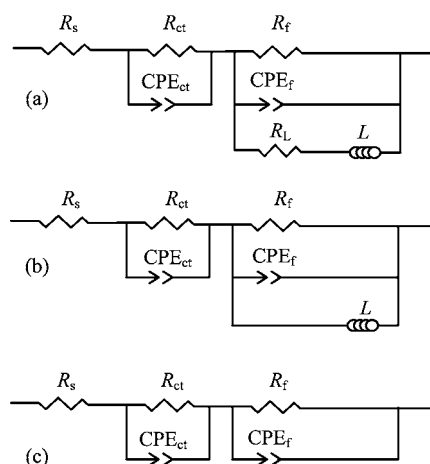 Rs Rct Rf
CPEct CPEf
(a) RL L
Rs Rct Rf
CPEct CPEf
(b) L
Rs Rct Rf
CPEct CPEf
(c)